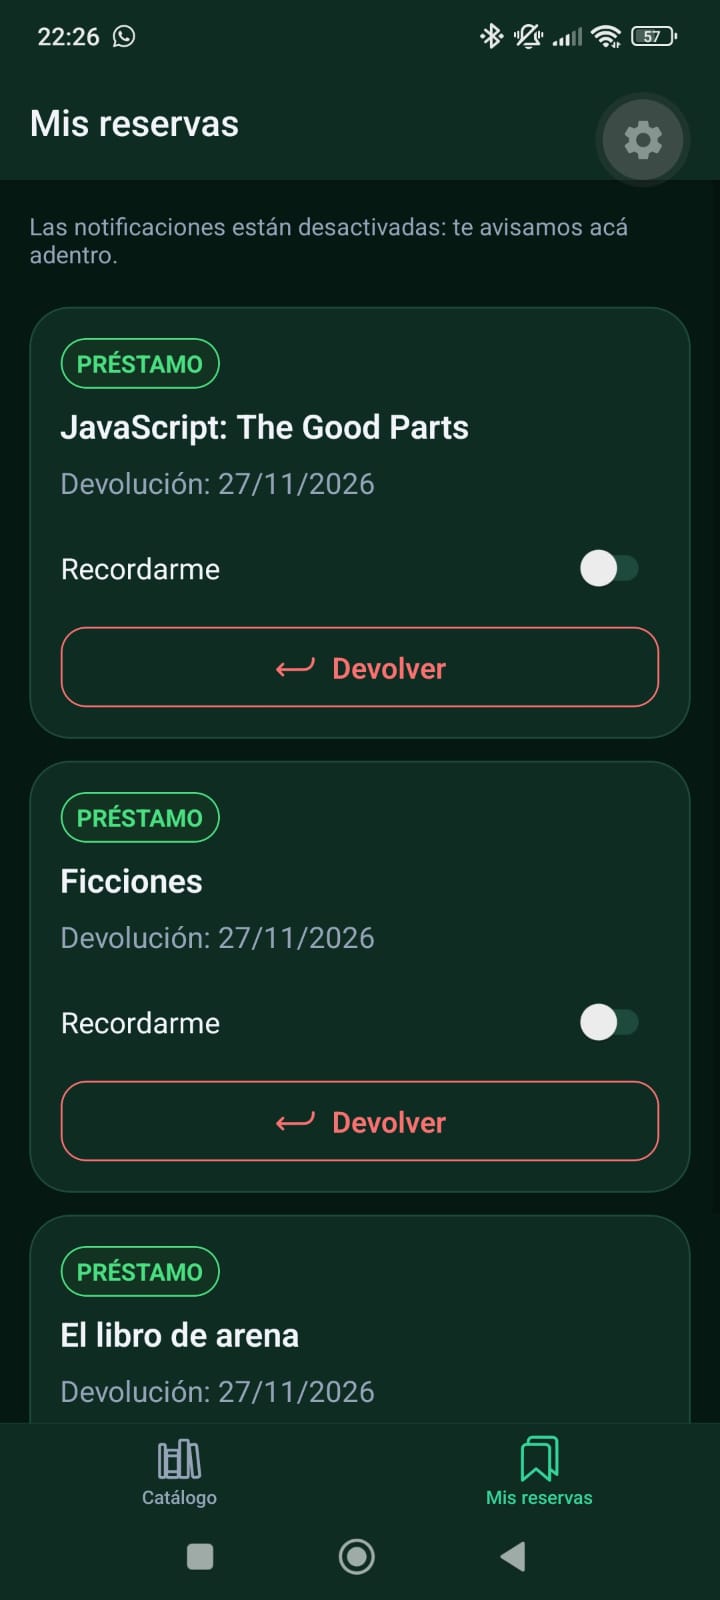 22:26
57
Mis reservas
Las notificaciones están desactivadas: te avisamos acá
adentro.
PRÉSTAMO
JavaScript: The Good Parts
Devolución: 27/11/2026
Recordarme
Devolver
PRÉSTAMO
Ficciones
Devolución: 27/11/2026
Recordarme
Devolver
PRÉSTAMO
El libro de arena
Devolución: 27/11/2026
Catálogo
Mis reservas